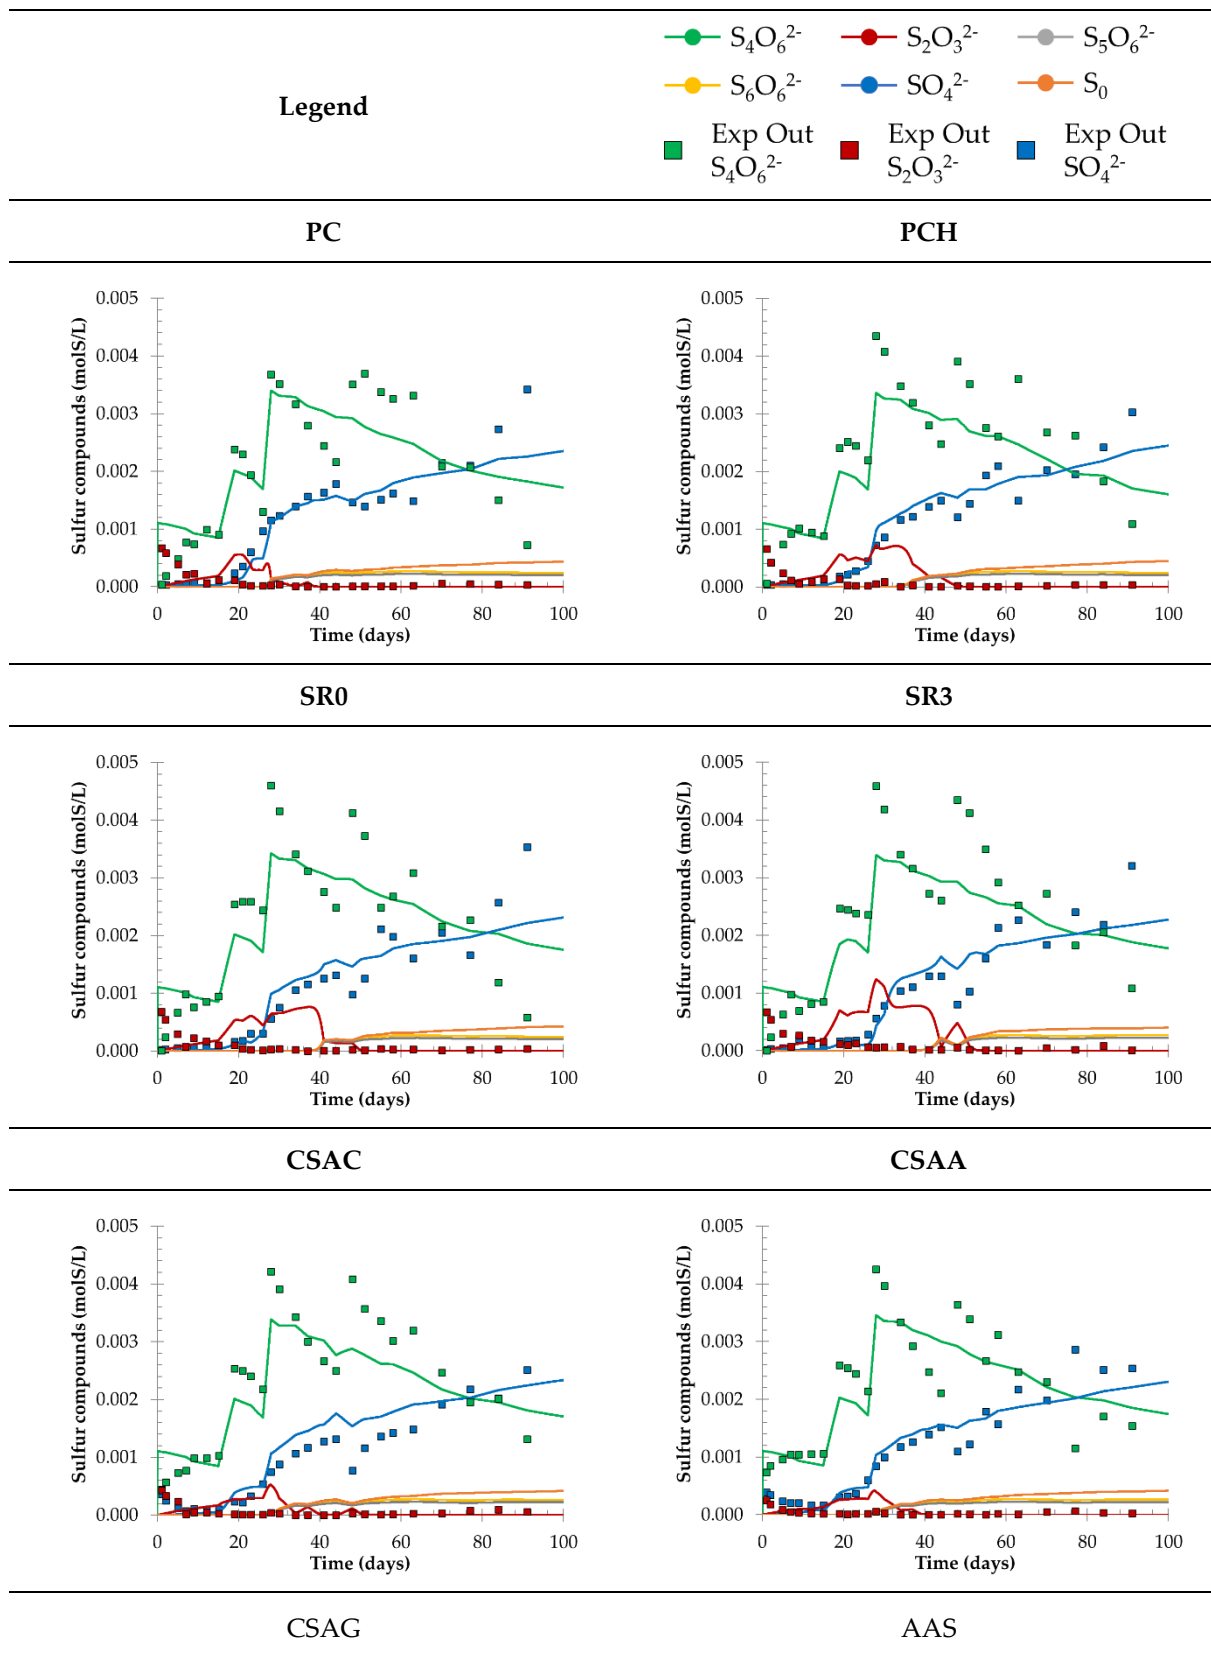 Legend
S₄O₆²⁻ S₂O₃²⁻ S₅O₆²⁻
S₆O₆²⁻ SO₄²⁻ S₀
Exp Out S₄O₆²⁻ Exp Out S₂O₃²⁻ Exp Out SO₄²⁻
PC PCH
Sulfur compounds (molS/L)
0.005
0.004
0.003
0.002
0.001
0.000
0 20 40 60 80 100
Time (days)
Sulfur compounds (molS/L)
0.005
0.004
0.003
0.002
0.001
0.000
0 20 40 60 80 100
Time (days)
SR0 SR3
Sulfur compounds (molS/L)
0.005
0.004
0.003
0.002
0.001
0.000
0 20 40 60 80 100
Time (days)
Sulfur compounds (molS/L)
0.005
0.004
0.003
0.002
0.001
0.000
0 20 40 60 80 100
Time (days)
CSAC CSAA
Sulfur compounds (molS/L)
0.005
0.004
0.003
0.002
0.001
0.000
0 20 40 60 80 100
Time (days)
Sulfur compounds (molS/L)
0.005
0.004
0.003
0.002
0.001
0.000
0 20 40 60 80 100
Time (days)
CSAG AAS